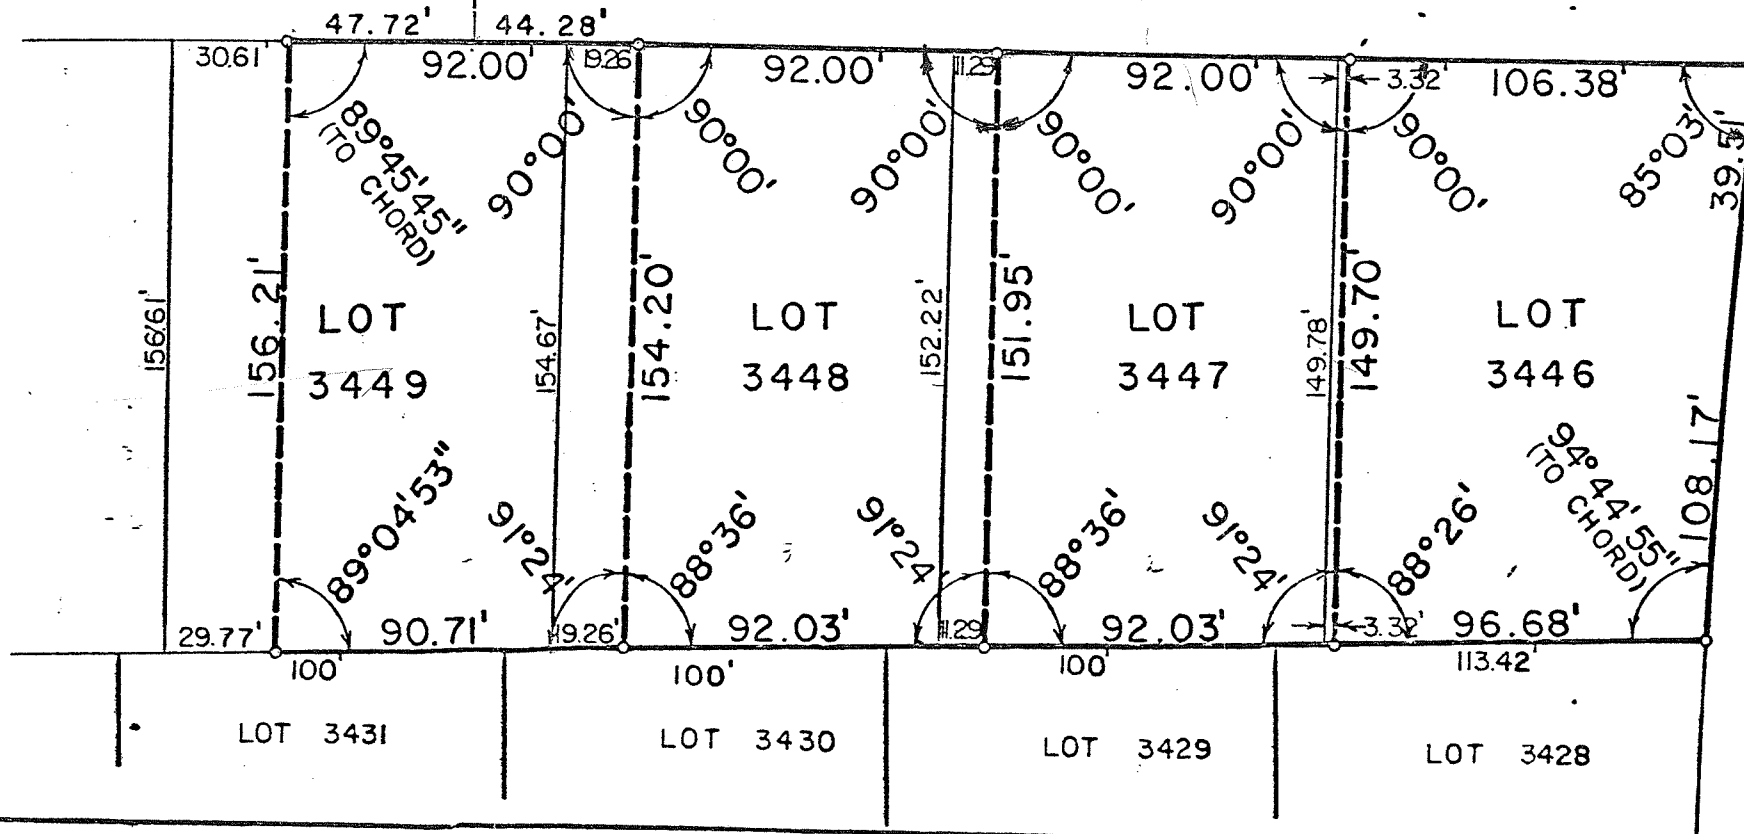 47.72' 44.28'
30.61' 92.00' 19.26 92.00' 11.29 92.00' 3.32' 106.38'
89°45'45" (TO CHORD)
90°00' 90°00' 90°00' 90°00' 90°00' 90°00' 85°03'
39.51'
156.61' 156.21' 154.67' 154.20' 152.22' 151.95' 149.78' 149.70' 108.17'
LOT 3449
LOT 3448
LOT 3447
LOT 3446
89°04'53" 91°24' 88°36' 91°24' 88°36' 91°24' 88°26' 94°44'55" (TO CHORD)
29.77' 90.71' 19.26' 92.03' 11.29 92.03' 3.32' 96.68'
100' 100' 100' 113.42'
LOT 3431 LOT 3430 LOT 3429 LOT 3428